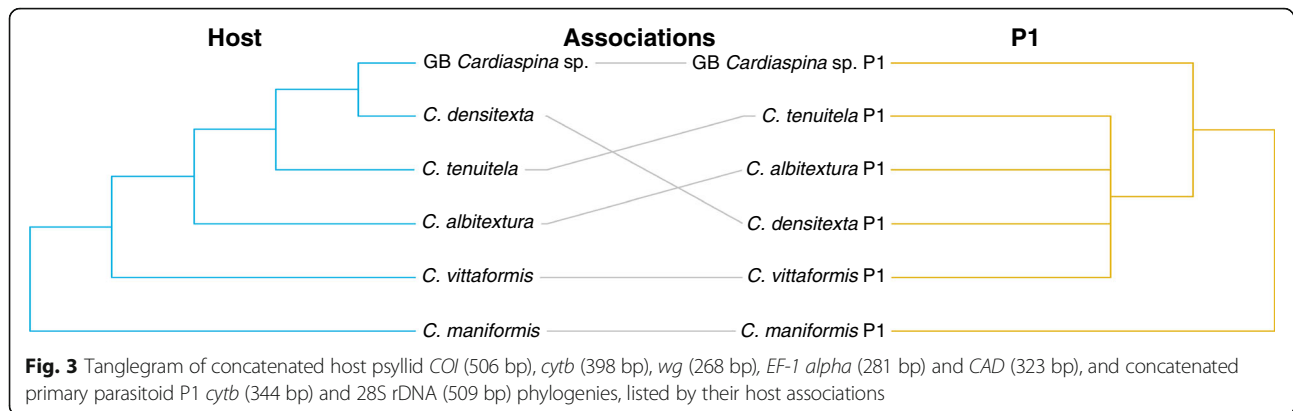 Host Associations P1
GB Cardiaspina sp. GB Cardiaspina sp. P1
C. densitexta C. tenuitela P1
C. tenuitela C. albitextura P1
C. albitextura C. densitexta P1
C. vittaformis C. vittaformis P1
C. maniformis C. maniformis P1
Fig. 3 Tanglegram of concatenated host psyllid COI (506 bp), cytb (398 bp), wg (268 bp), EF-1 alpha (281 bp) and CAD (323 bp), and concatenated
primary parasitoid P1 cytb (344 bp) and 28S rDNA (509 bp) phylogenies, listed by their host associations